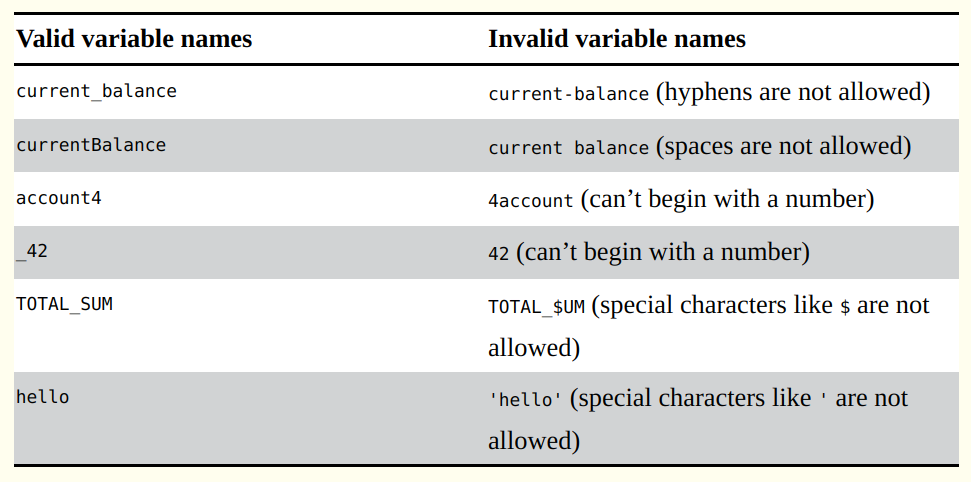 Valid variable names Invalid variable names
current_balance current-balance (hyphens are not allowed)
currentBalance current balance (spaces are not allowed)
account4 4account (can’t begin with a number)
_42 42 (can’t begin with a number)
TOTAL_SUM TOTAL_$UM (special characters like $ are not
allowed)
hello 'hello' (special characters like ' are not
allowed)